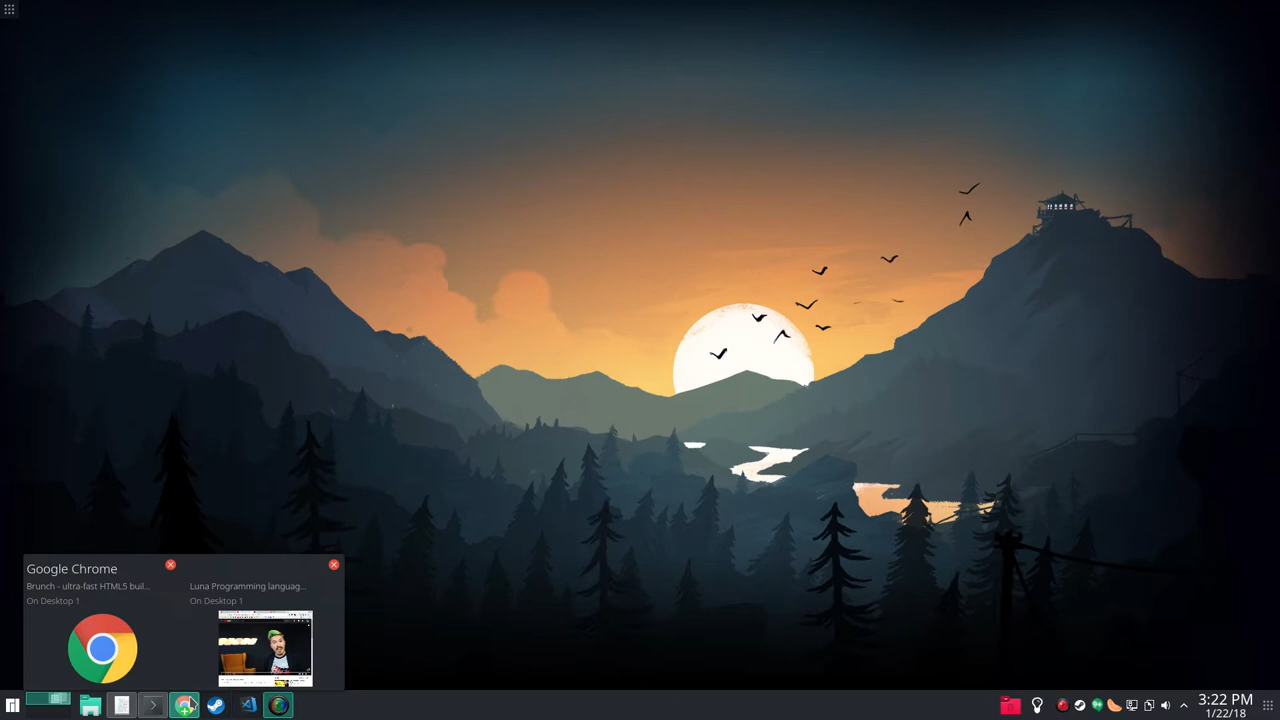 Google Chrome
Brunch - ultra-fast HTML5 buil...
On Desktop 1
Luna Programming languag...
On Desktop 1
3:22 PM
1/22/18